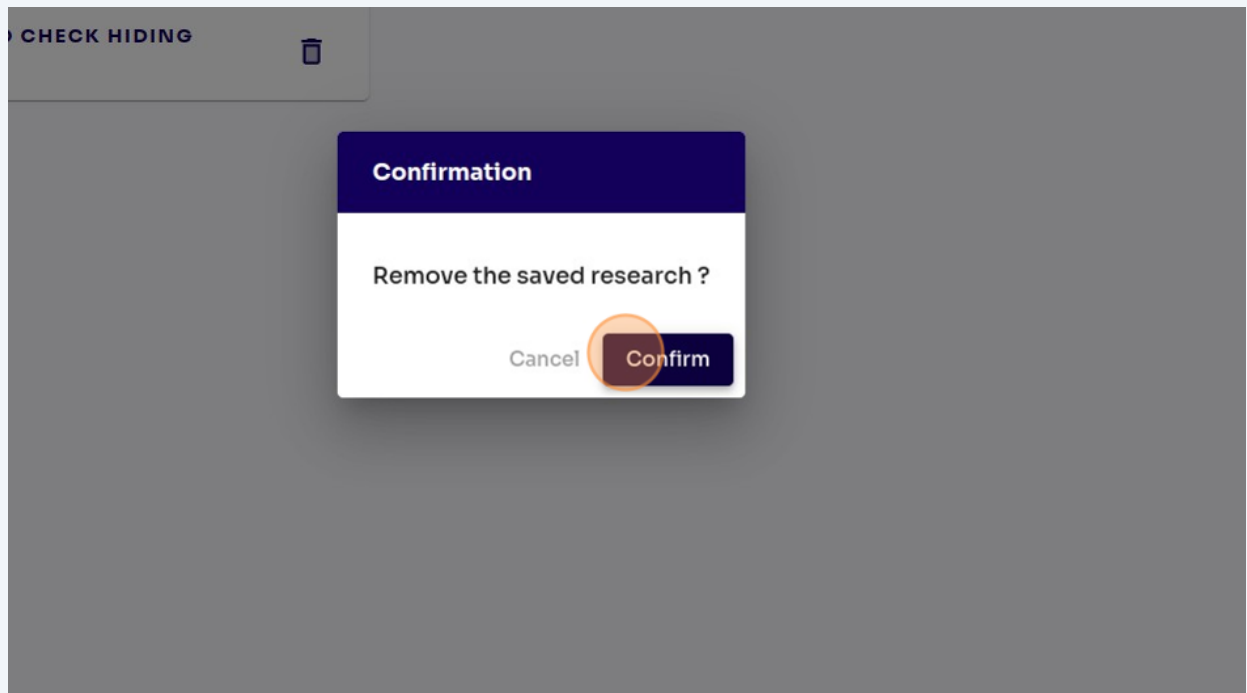 CHECK HIDING
Confirmation
Remove the saved research ?
Cancel Confirm